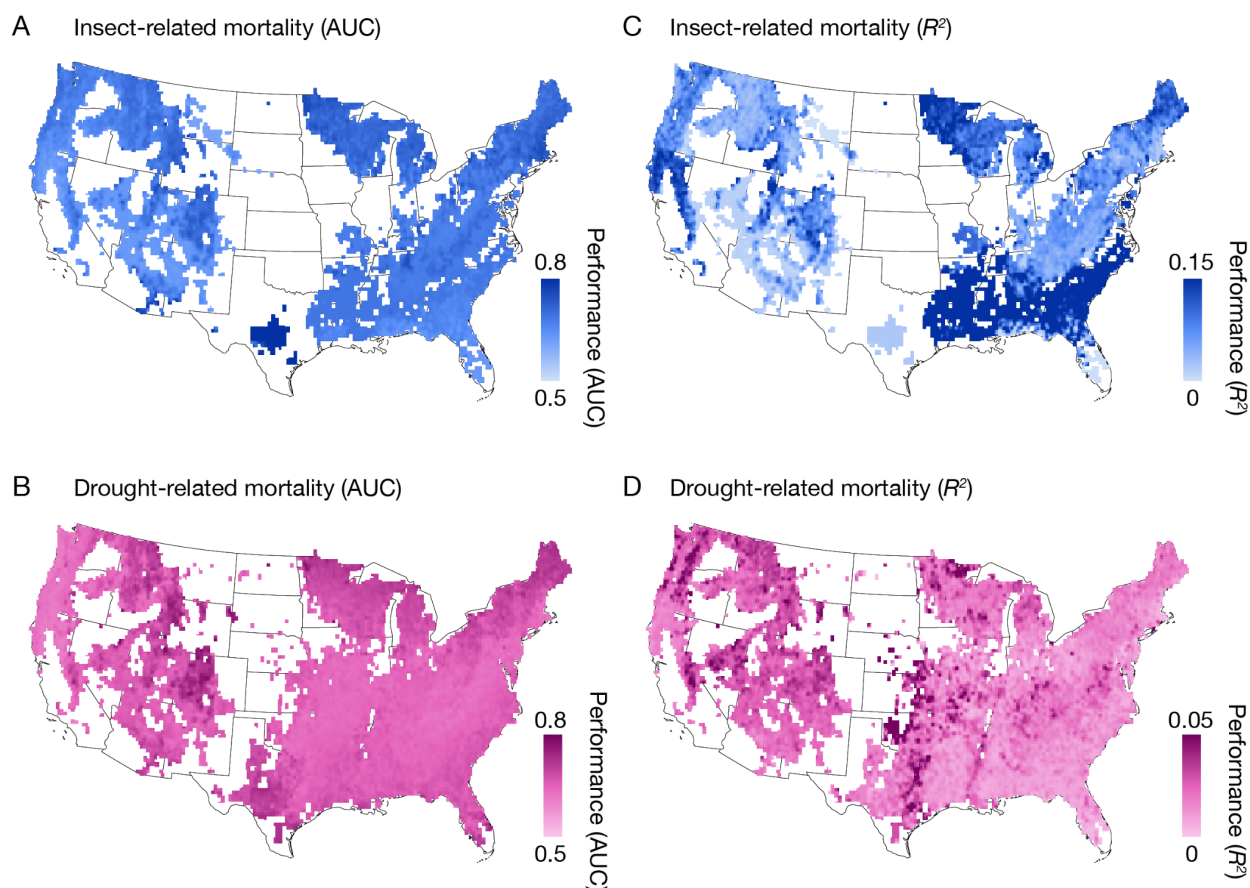 A Insect-related mortality (AUC)
0.8
0.5
Performance (AUC)
C Insect-related mortality (R²)
0.15
0
Performance (R²)
B Drought-related mortality (AUC)
0.8
0.5
Performance (AUC)
D Drought-related mortality (R²)
0.05
0
Performance (R²)